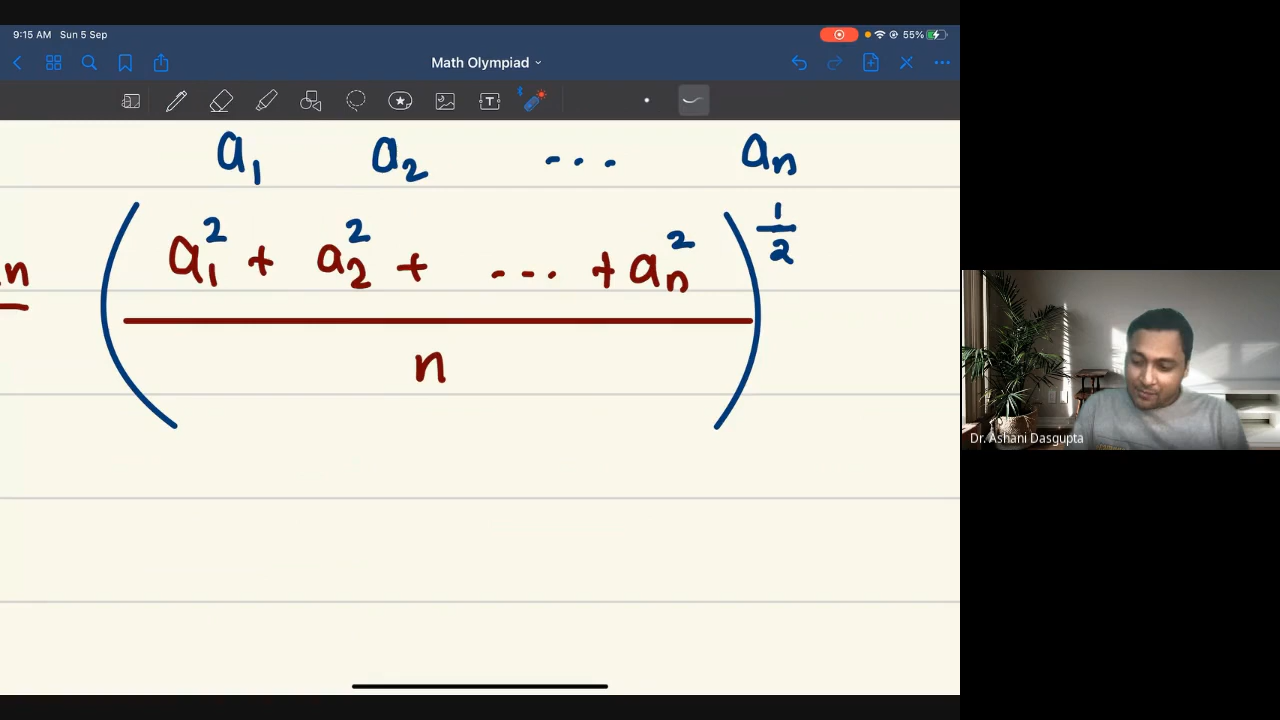 9:15 AM Sun 5 Sep
55%
Math Olympiad
T
a₁ a₂ ... aₙ
(a₁² + a₂² + ... + aₙ²
n
)^(1/2)
n
Dr. Ashani Dasgupta